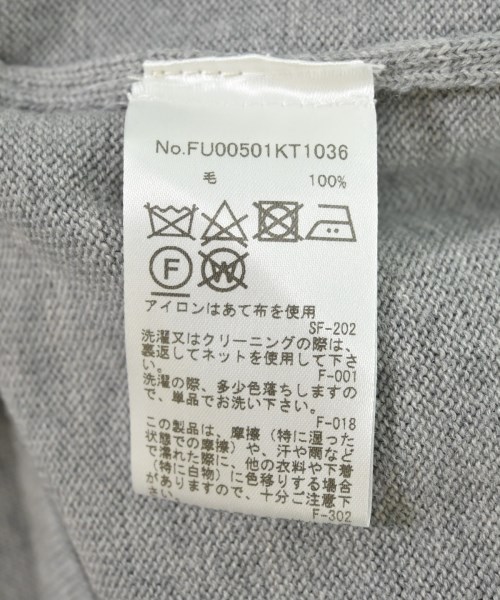 No.FU00501KT1036
毛 100%
F W
アイロンはあて布を使用
SF-202
洗濯又はクリーニングの際は、
裏返してネットを使用して下さ
い。
F-001
洗濯の際、多少色落ちしますの
で、単品でお洗い下さい。
F-018
この製品は、摩擦(特に湿った
状態での摩擦)や、汗や雨など
で濡れた際に、他の衣料や下着
(特に白物)に色移りする場合
がありますので、十分ご注意下
さい。
F-302